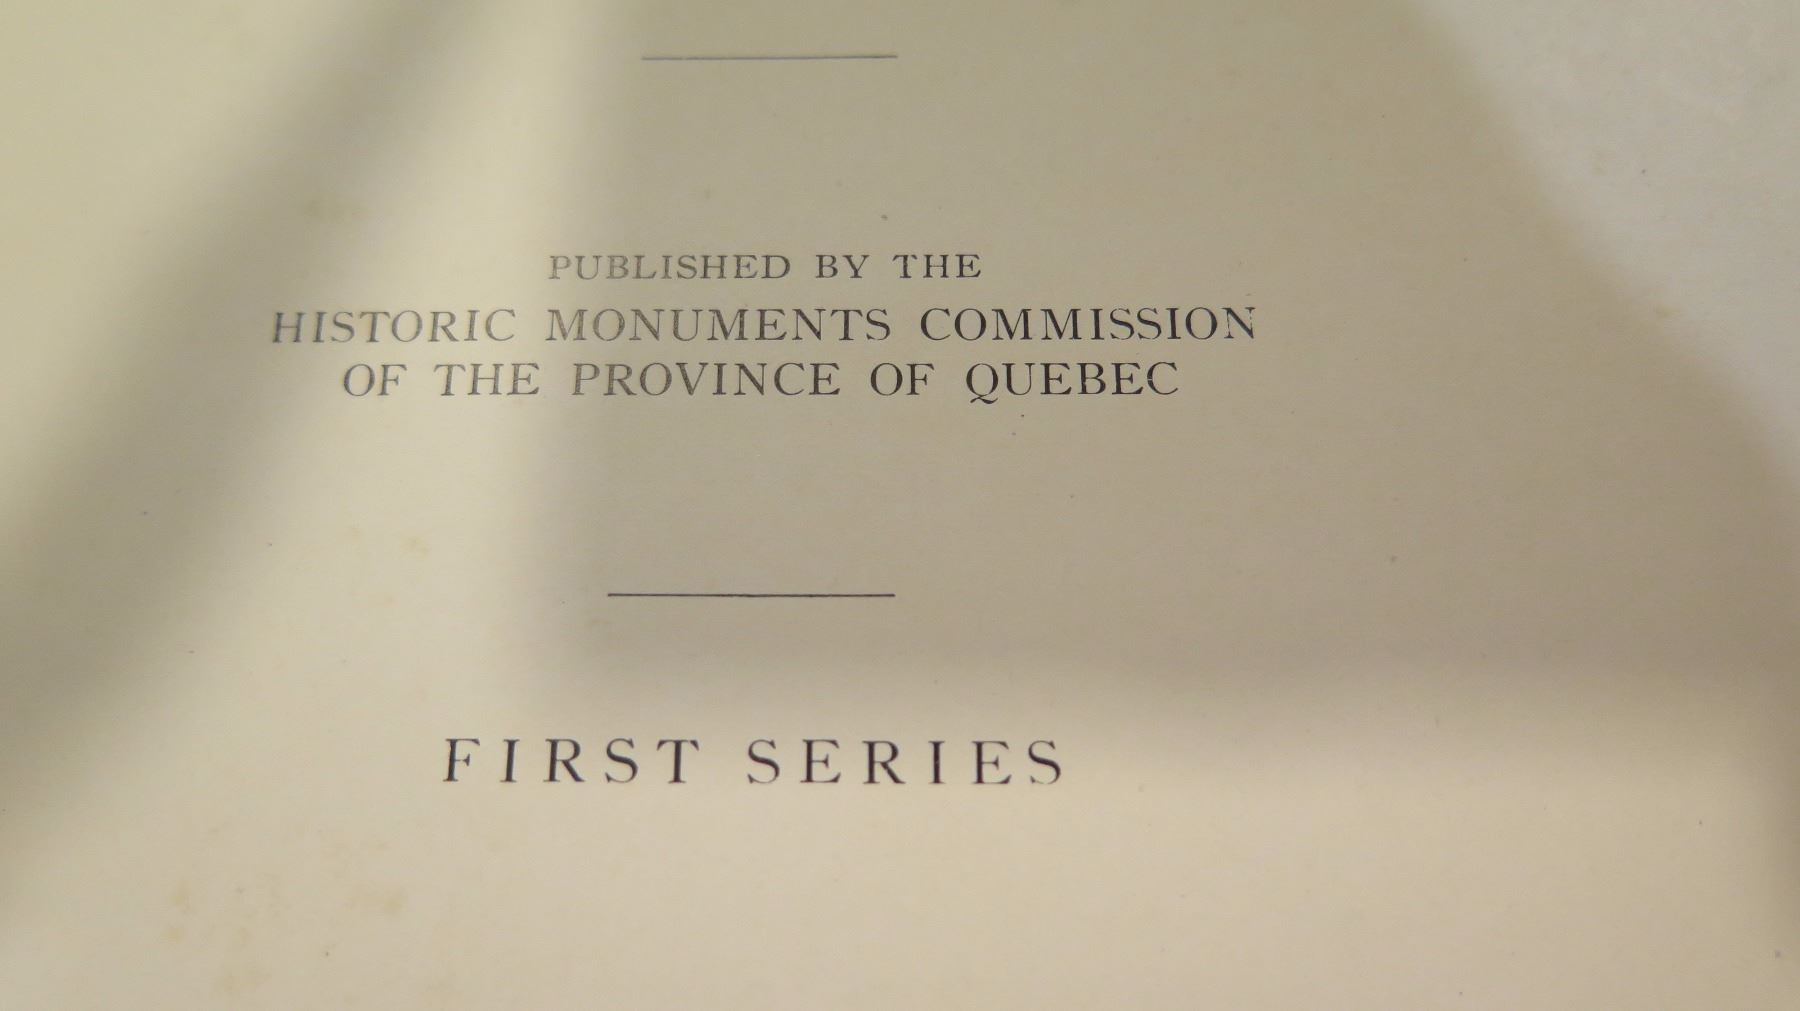 PUBLISHED BY THE
HISTORIC MONUMENTS COMMISSION
OF THE PROVINCE OF QUEBEC
FIRST SERIES